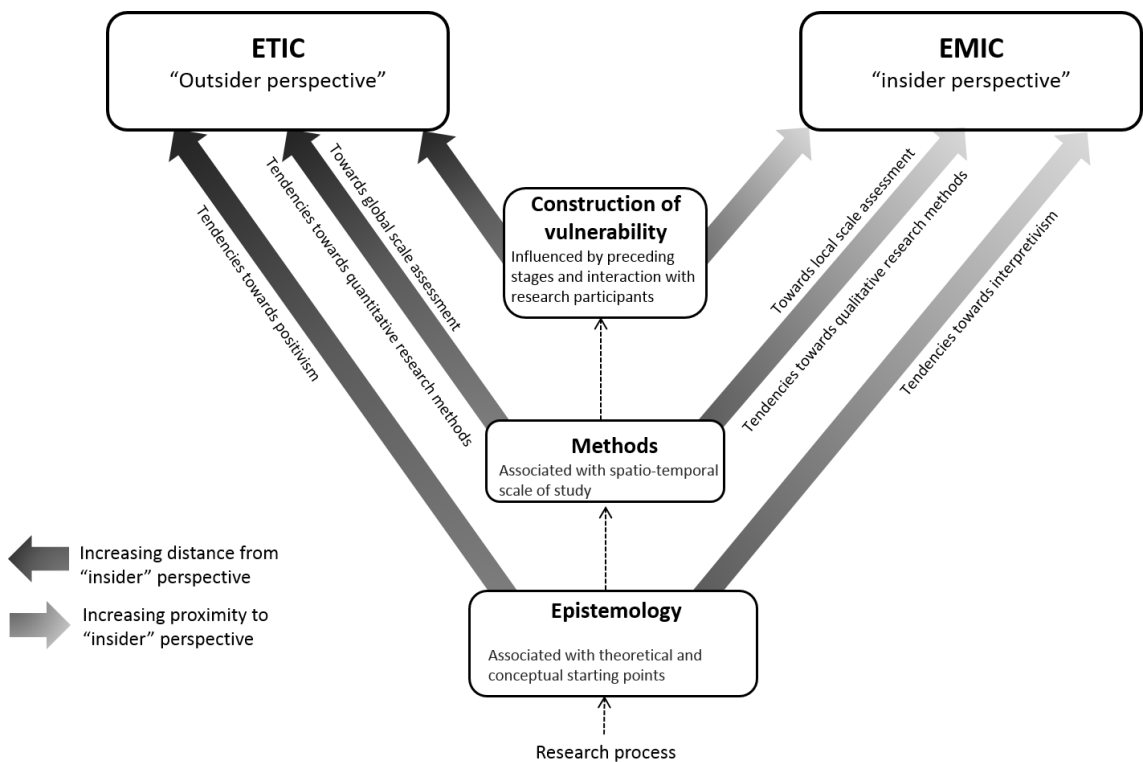 ETIC
“Outsider perspective”
EMIC
“insider perspective”
Towards global scale assessment
Tendencies towards quantitative research methods
Tendencies towards positivism
Construction of
vulnerability
Influenced by preceding
stages and interaction with
research participants
Towards local scale assessment
Tendencies towards qualitative research methods
Tendencies towards interpretivism
Methods
Associated with spatio-temporal
scale of study
Increasing distance from
“insider” perspective
Increasing proximity to
“insider” perspective
Epistemology
Associated with theoretical and
conceptual starting points
Research process